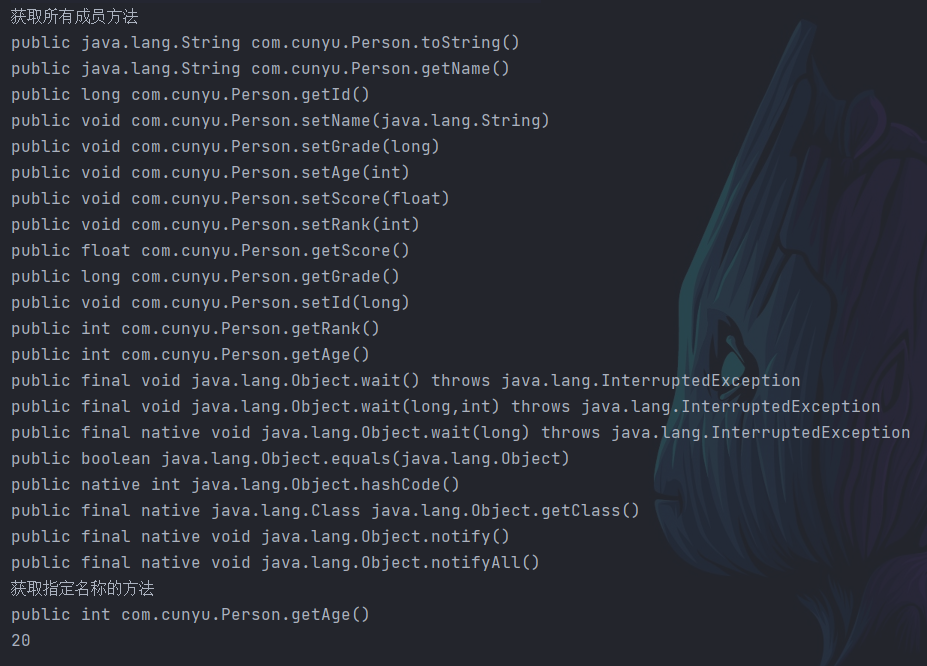 获取所有成员方法
public java.lang.String com.cunyu.Person.toString()
public java.lang.String com.cunyu.Person.getName()
public long com.cunyu.Person.getId()
public void com.cunyu.Person.setName(java.lang.String)
public void com.cunyu.Person.setGrade(long)
public void com.cunyu.Person.setAge(int)
public void com.cunyu.Person.setScore(float)
public void com.cunyu.Person.setRank(int)
public float com.cunyu.Person.getScore()
public long com.cunyu.Person.getGrade()
public void com.cunyu.Person.setId(long)
public int com.cunyu.Person.getRank()
public int com.cunyu.Person.getAge()
public final void java.lang.Object.wait() throws java.lang.InterruptedException
public final void java.lang.Object.wait(long,int) throws java.lang.InterruptedException
public final native void java.lang.Object.wait(long) throws java.lang.InterruptedException
public boolean java.lang.Object.equals(java.lang.Object)
public native int java.lang.Object.hashCode()
public final native java.lang.Class java.lang.Object.getClass()
public final native void java.lang.Object.notify()
public final native void java.lang.Object.notifyAll()
获取指定名称的方法
public int com.cunyu.Person.getAge()
20